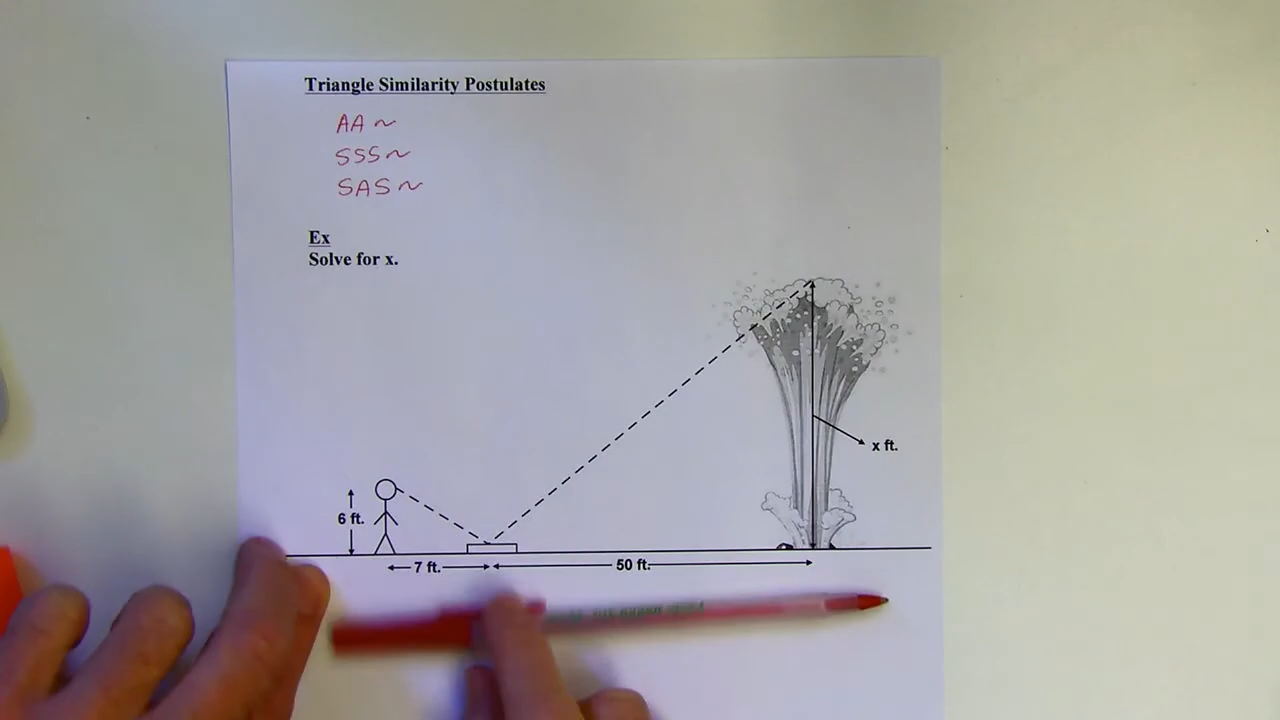 Triangle Similarity Postulates
AA ~
SSS ~
SAS ~
Ex
Solve for x.
x ft.
6 ft.
7 ft.
50 ft.